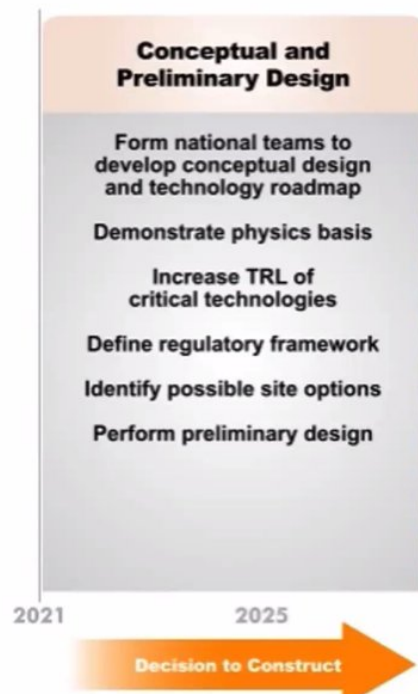 Conceptual and
Preliminary Design
Form national teams to
develop conceptual design
and technology roadmap
Demonstrate physics basis
Increase TRL of
critical technologies
Define regulatory framework
Identify possible site options
Perform preliminary design
2021 2025
Decision to Construct